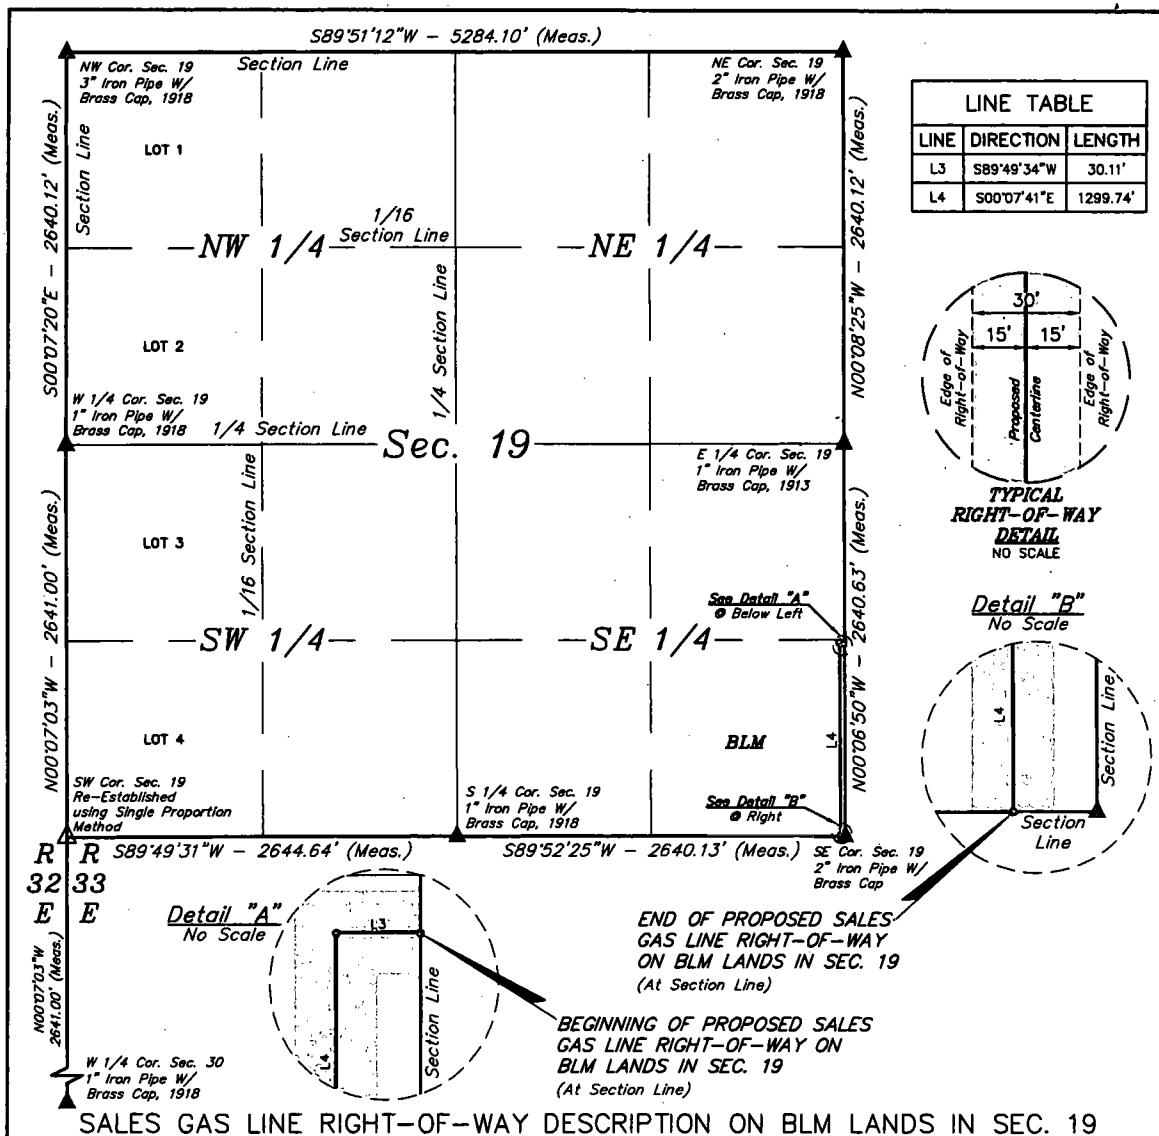 S89°51'12"W - 5284.10' (Meas.)
NW Cor. Sec. 19
3" Iron Pipe W/
Brass Cap, 1918
Section Line
NE Cor. Sec. 19
2" Iron Pipe W/
Brass Cap, 1918
S00°07'20"E - 2640.12' (Meas.)
Section Line
LOT 1
1/16
Section Line
NW 1/4
NE 1/4
N00°08'25"W - 2640.12' (Meas.)
LOT 2
1/4 Section Line
W 1/4 Cor. Sec. 19
1" Iron Pipe W/
Brass Cap, 1918
1/4 Section Line
Sec. 19
E 1/4 Cor. Sec. 19
1" Iron Pipe W/
Brass Cap, 1913
N00°07'03"W - 2641.00' (Meas.)
LOT 3
1/16 Section Line
SW 1/4
SE 1/4
See Detail "A"
@ Below Left
N00°06'50"W - 2640.63' (Meas.)
LOT 4
BLM
L4
SW Cor. Sec. 19
Re-Established
using Single Proportion
Method
S 1/4 Cor. Sec. 19
1" Iron Pipe W/
Brass Cap, 1918
See Detail "B"
@ Right
S89°49'31"W - 2644.64' (Meas.)
S89°52'25"W - 2640.13' (Meas.)
SE Cor. Sec. 19
2" Iron Pipe W/
Brass Cap
R R
32 33
E E
N00°07'03"W
2641.00' (Meas.)
W 1/4 Cor. Sec. 30
1" Iron Pipe W/
Brass Cap, 1918
LINE TABLE
LINE DIRECTION LENGTH
L3 S89°49'34"W 30.11'
L4 S00°07'41"E 1299.74'
30'
15' 15'
Edge of
Right-of-Way
Proposed
Centerline
Edge of
Right-of-Way
TYPICAL
RIGHT-OF-WAY
DETAIL
NO SCALE
Detail "B"
No Scale
L4
Section Line
Section
Line
END OF PROPOSED SALES
GAS LINE RIGHT-OF-WAY
ON BLM LANDS IN SEC. 19
(At Section Line)
Detail "A"
No Scale
L3
L4
Section Line
BEGINNING OF PROPOSED SALES
GAS LINE RIGHT-OF-WAY ON
BLM LANDS IN SEC. 19
(At Section Line)
SALES GAS LINE RIGHT-OF-WAY DESCRIPTION ON BLM LANDS IN SEC. 19